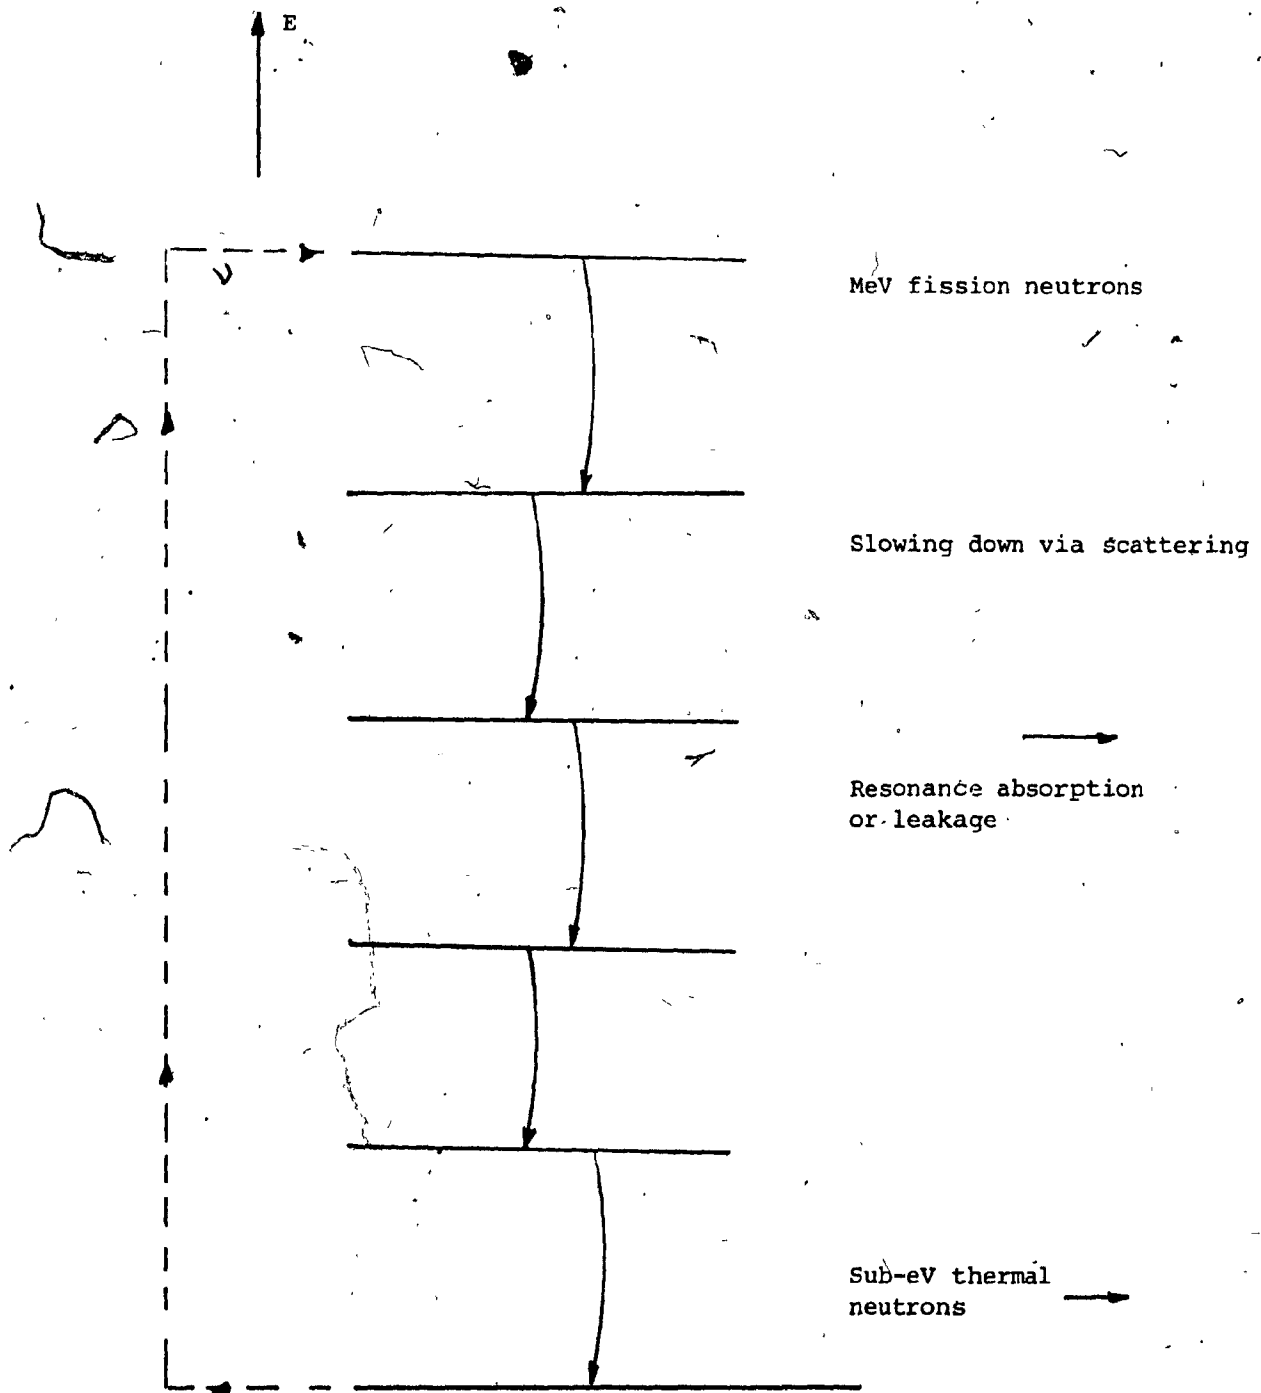 E
MeV fission neutrons
Slowing down via scattering
Resonance absorption
or leakage
Sub-eV thermal
neutrons